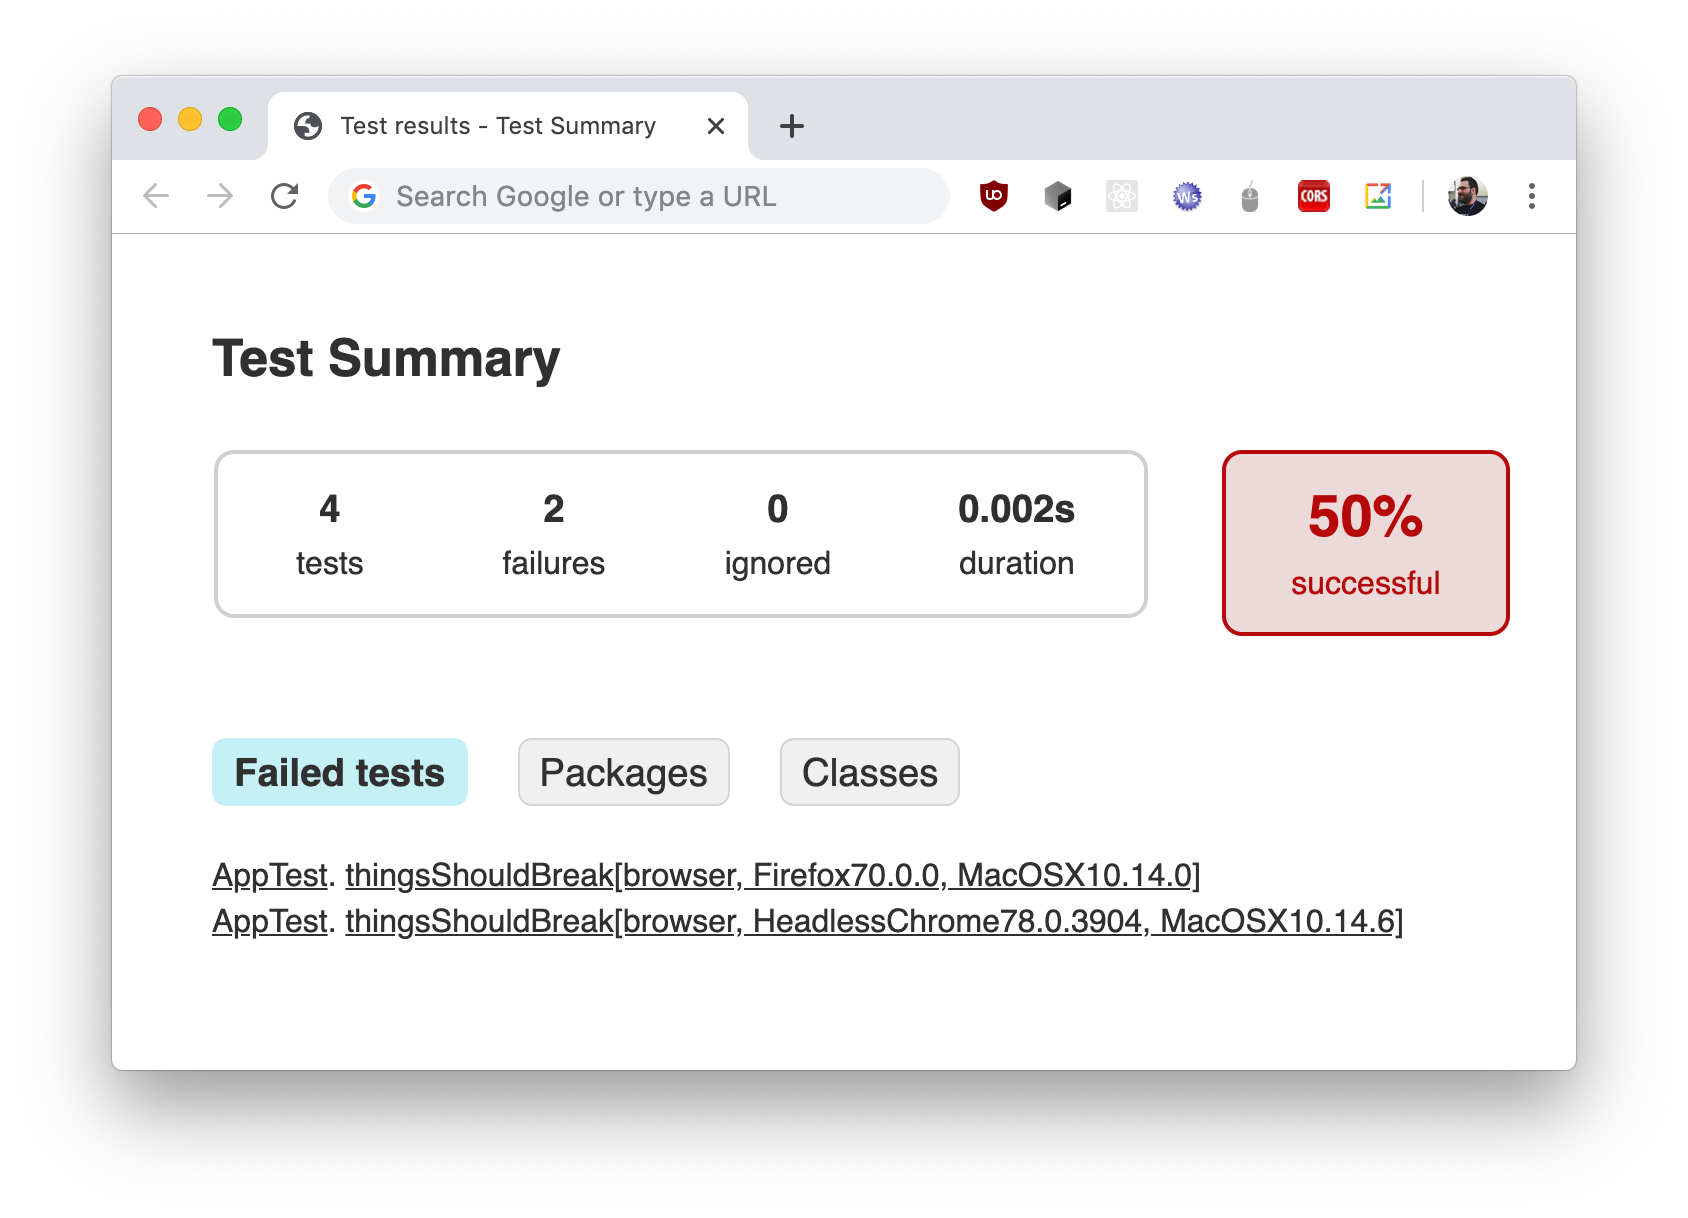 Test results - Test Summary
Search Google or type a URL
UO
Ws
CORS
Test Summary
4 2 0 0.002s
tests failures ignored duration
50%
successful
Failed tests Packages Classes
AppTest. thingsShouldBreak[browser, Firefox70.0.0, MacOSX10.14.0]
AppTest. thingsShouldBreak[browser, HeadlessChrome78.0.3904, MacOSX10.14.6]